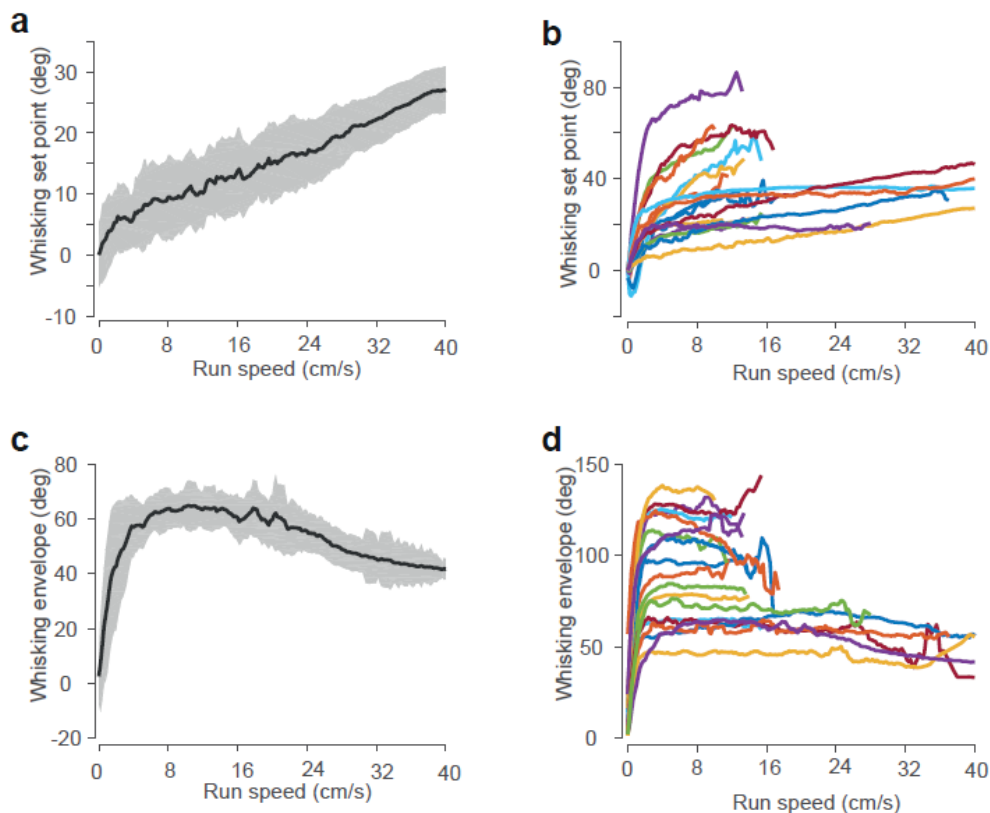 a
Whisking set point (deg)
30
20
10
0
-10
0 8 16 24 32 40
Run speed (cm/s)
b
Whisking set point (deg)
80
40
0
0 8 16 24 32 40
Run speed (cm/s)
c
Whisking envelope (deg)
80
60
40
20
0
-20
0 8 16 24 32 40
Run speed (cm/s)
d
Whisking envelope (deg)
150
100
50
0
0 8 16 24 32 40
Run speed (cm/s)